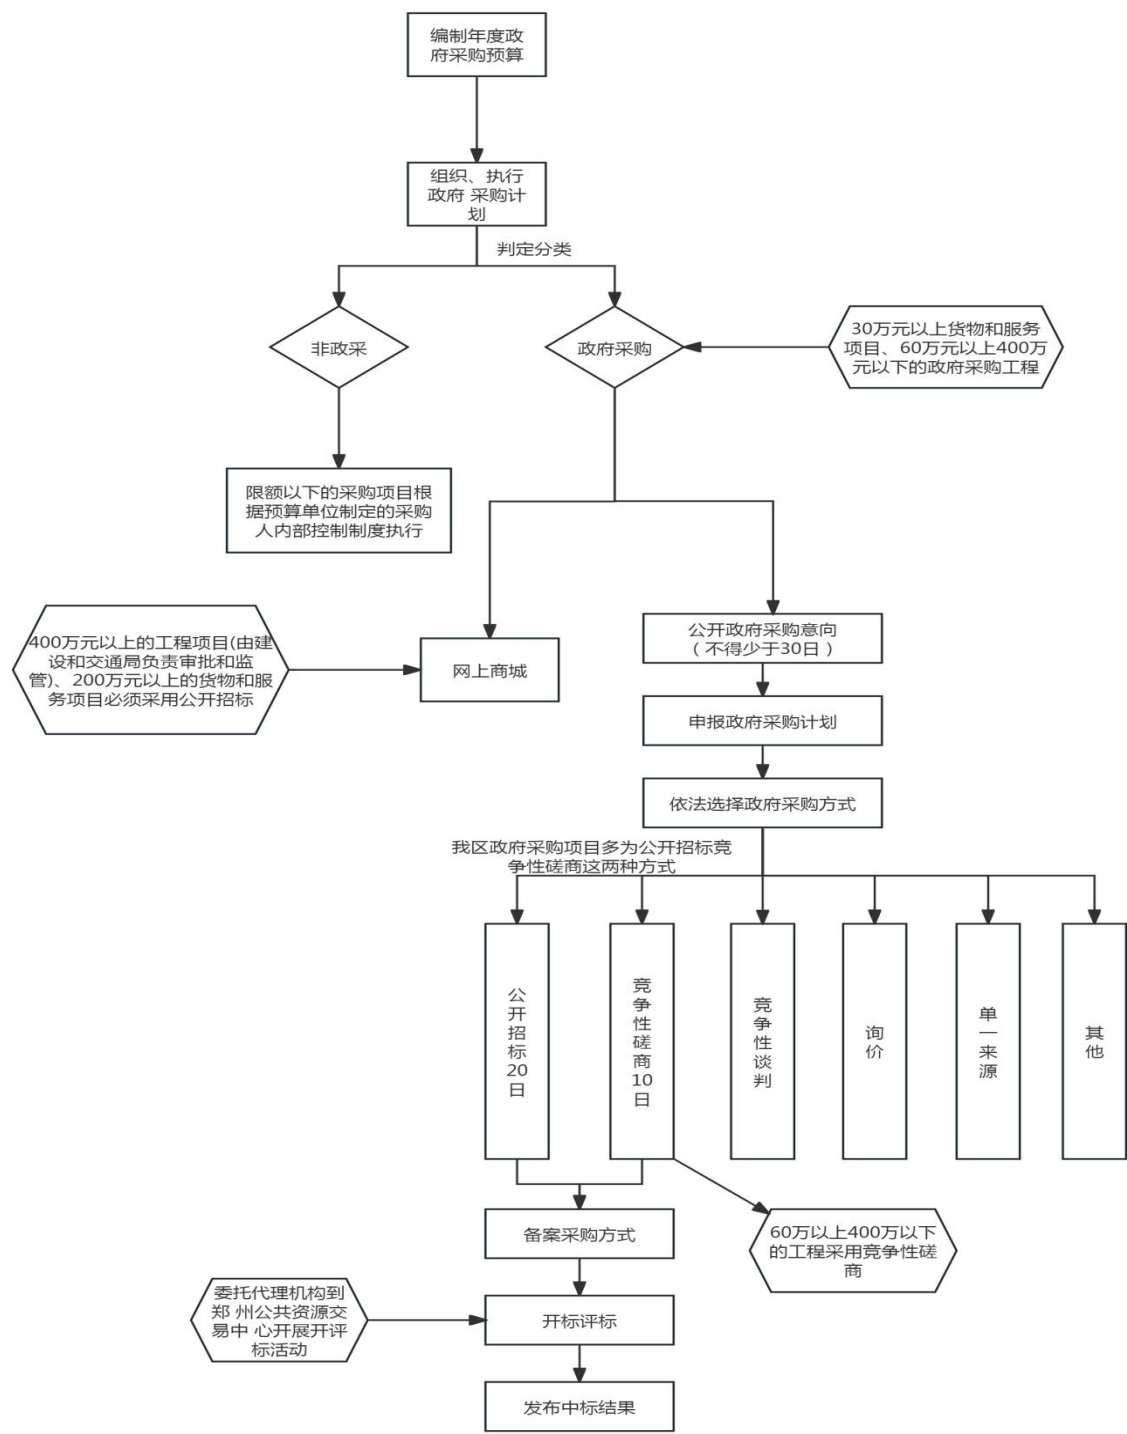 编制年度政
府采购预算
组织、执行
政府 采购计
划
判定分类
非政采
政府采购
30万元以上货物和服务
项目、60万元以上400万
元以下的政府采购工程
限额以下的采购项目根
据预算单位制定的采购
人内部控制制度执行
400万元以上的工程项目(由建
设和交通局负责审批和监
管)、200万元以上的货物和服
务项目必须采用公开招标
网上商城
公开政府采购意向
（不得少于30日）
申报政府采购计划
依法选择政府采购方式
我区政府采购项目多为公开招标竞
争性磋商这两种方式
公开招标20日
竞争性磋商10日
竞争性谈判
询价
单一来源
其他
备案采购方式
60万以上400万以下
的工程采用竞争性磋
商
委托代理机构到
郑 州公共资源交
易中 心开展开评
标活动
开标评标
发布中标结果